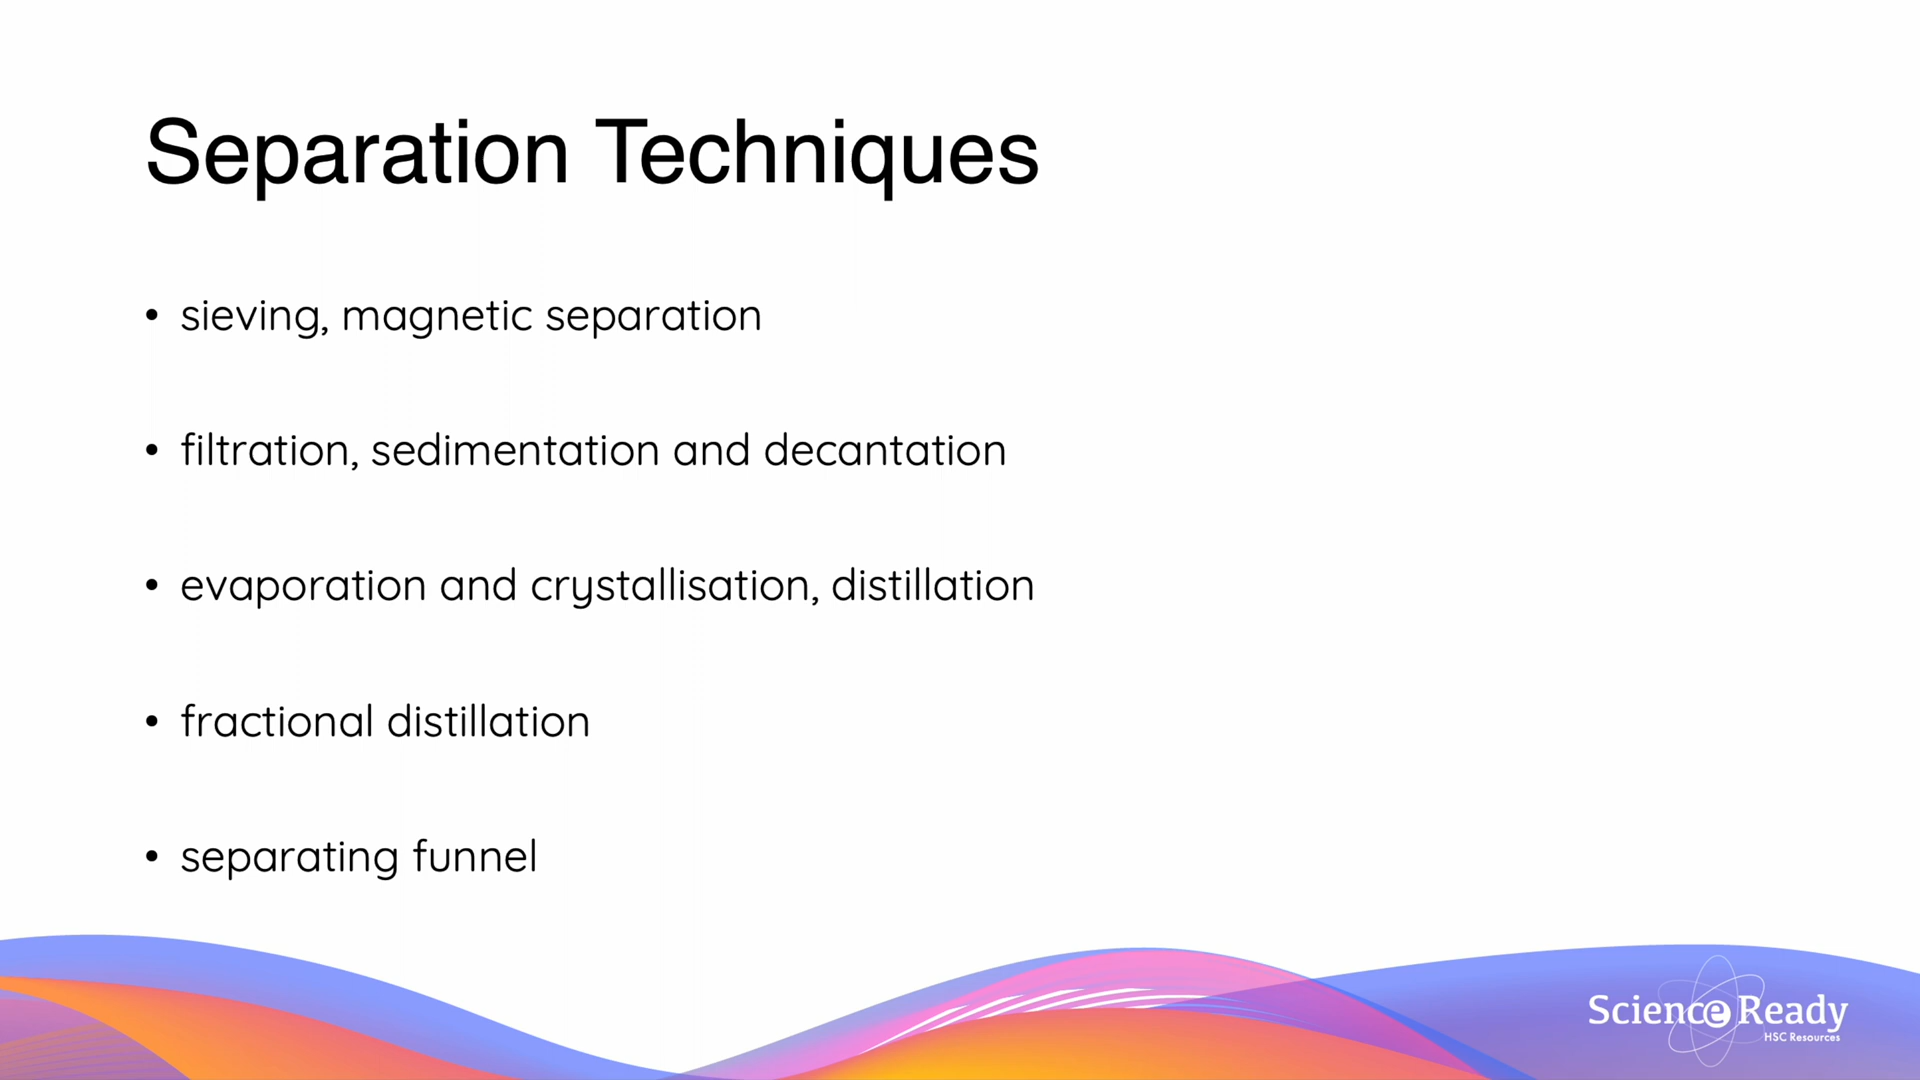 Separation Techniques
• sieving, magnetic separation
• filtration, sedimentation and decantation
• evaporation and crystallisation, distillation
• fractional distillation
• separating funnel
Science Ready
HSC Resources